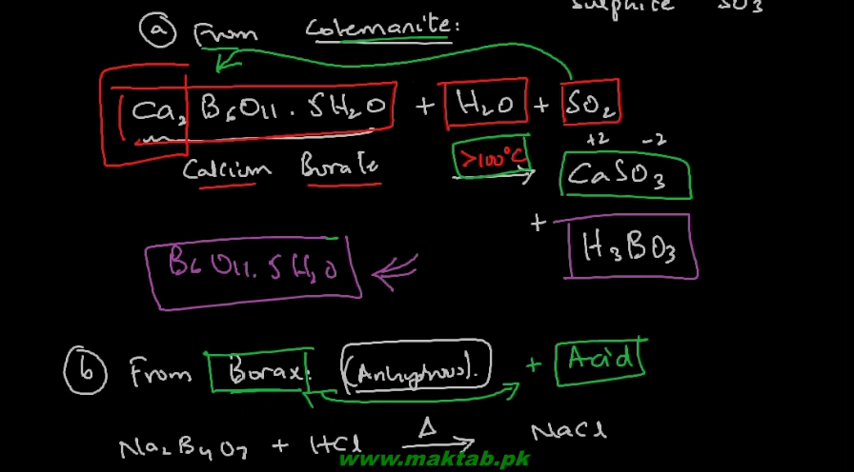 sulphite SO3
(a) From Colemanite:
Ca2 B6O11 . 5H2O + H2O + SO2
Calcium Borate >100°C +2 -2
CaSO3
+ H3BO3
B6O11 . 5H2O
(b) From Borax: (Anhydrous). + Acid
Na2B4O7 + HCl Δ NaCl
www.maktab.pk